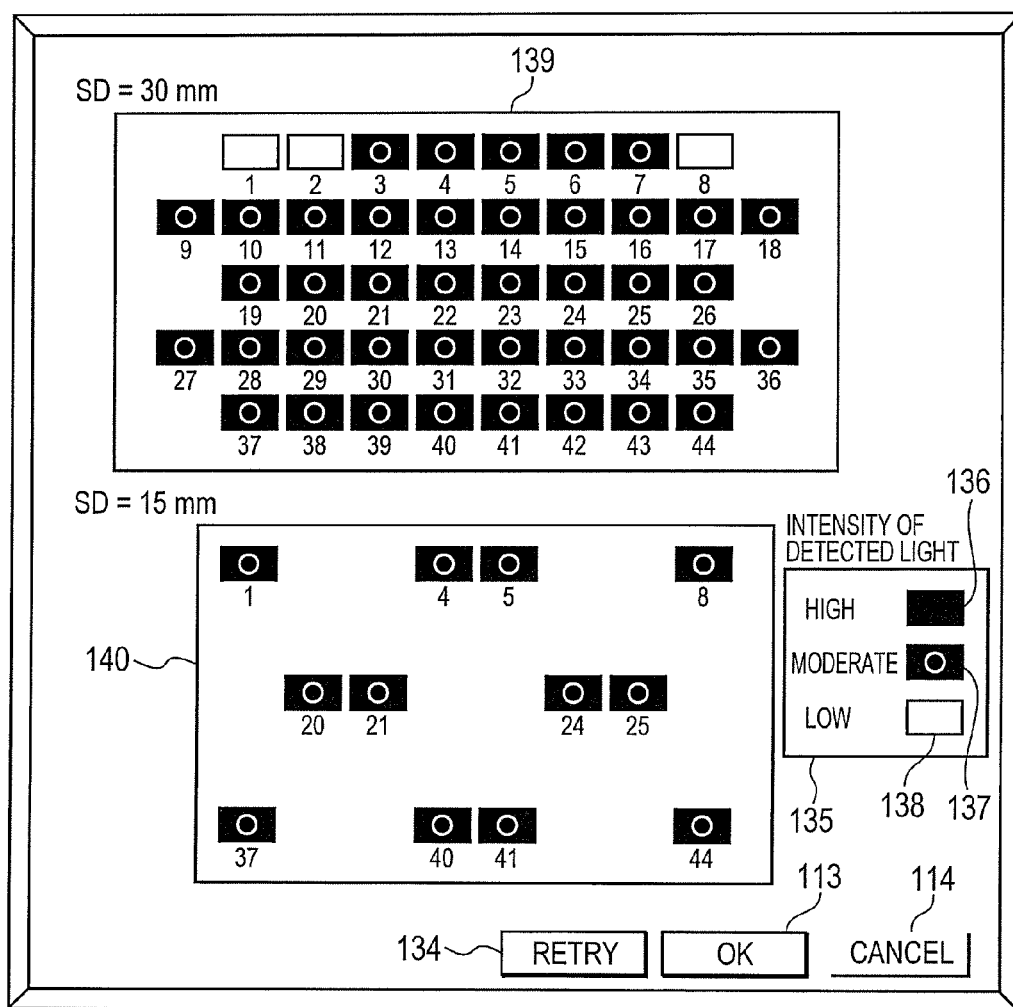 139
SD = 30 mm
1 2 3 4 5 6 7 8
9 10 11 12 13 14 15 16 17 18
19 20 21 22 23 24 25 26
27 28 29 30 31 32 33 34 35 36
37 38 39 40 41 42 43 44
SD = 15 mm
136
INTENSITY OF
DETECTED LIGHT
1 4 5 8
HIGH
140
MODERATE
20 21 24 25
LOW
138 137
135
37 40 41 44
113
114
134 RETRY OK CANCEL